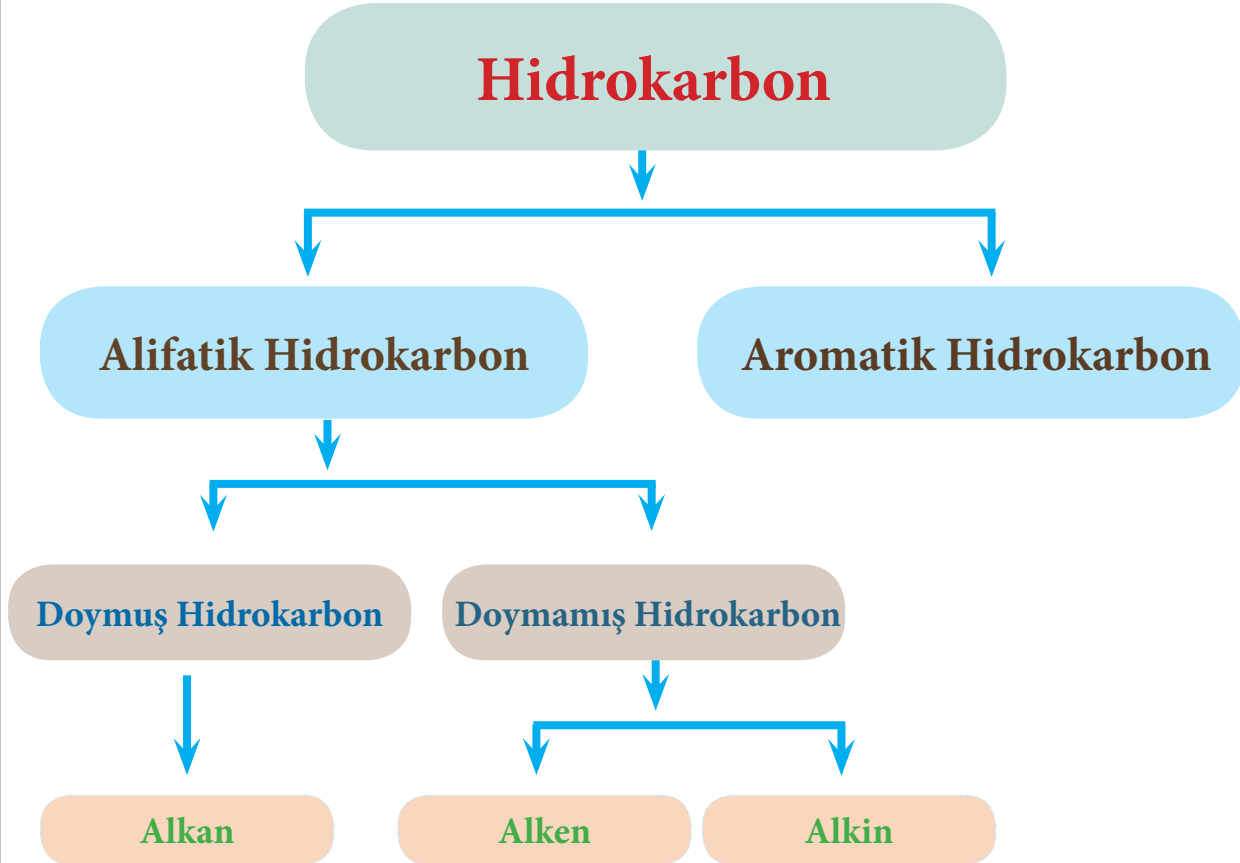 Hidrokarbon
Alifatik Hidrokarbon
Aromatik Hidrokarbon
Doymuş Hidrokarbon
Doymamış Hidrokarbon
Alkan
Alken
Alkin